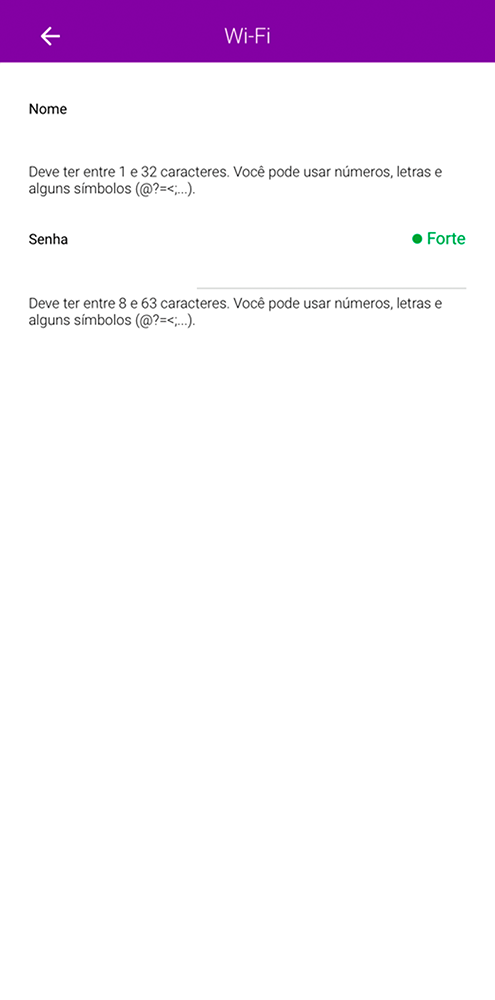 Wi-Fi
Nome
Deve ter entre 1 e 32 caracteres. Você pode usar números, letras e
alguns símbolos (@?=<;...).
Senha
Forte
Deve ter entre 8 e 63 caracteres. Você pode usar números, letras e
alguns símbolos (@?=<;...).